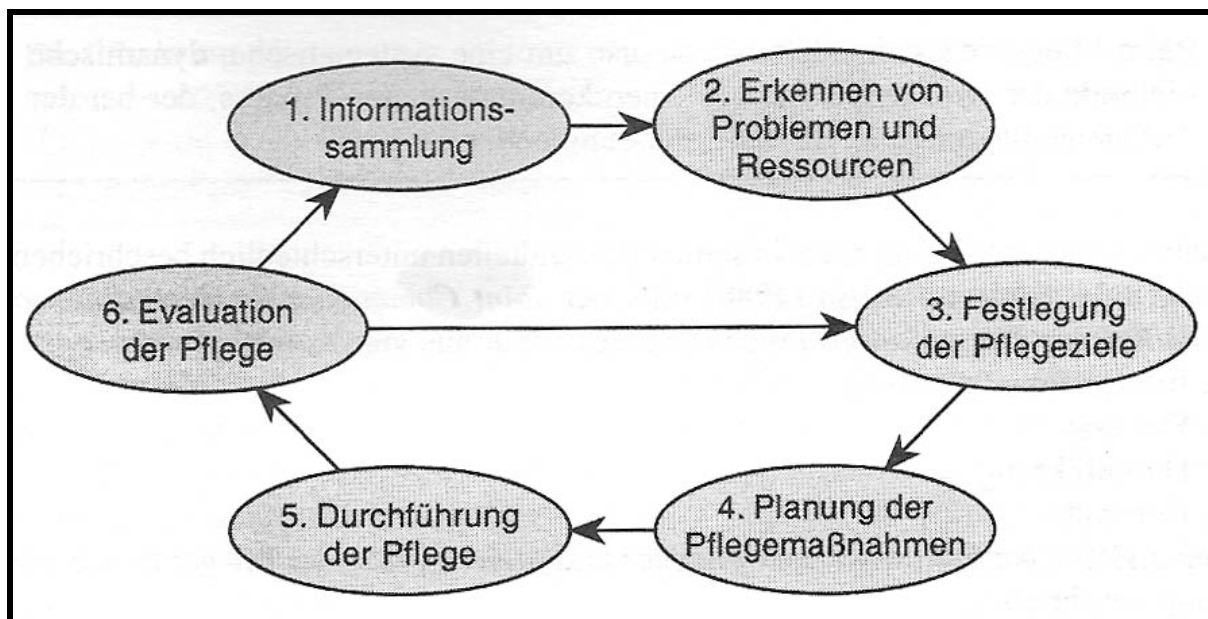 1. Informations-
sammlung
2. Erkennen von
Problemen und
Ressourcen
3. Festlegung
der Pflegeziele
4. Planung der
Pflegemaßnahmen
5. Durchführung
der Pflege
6. Evaluation
der Pflege